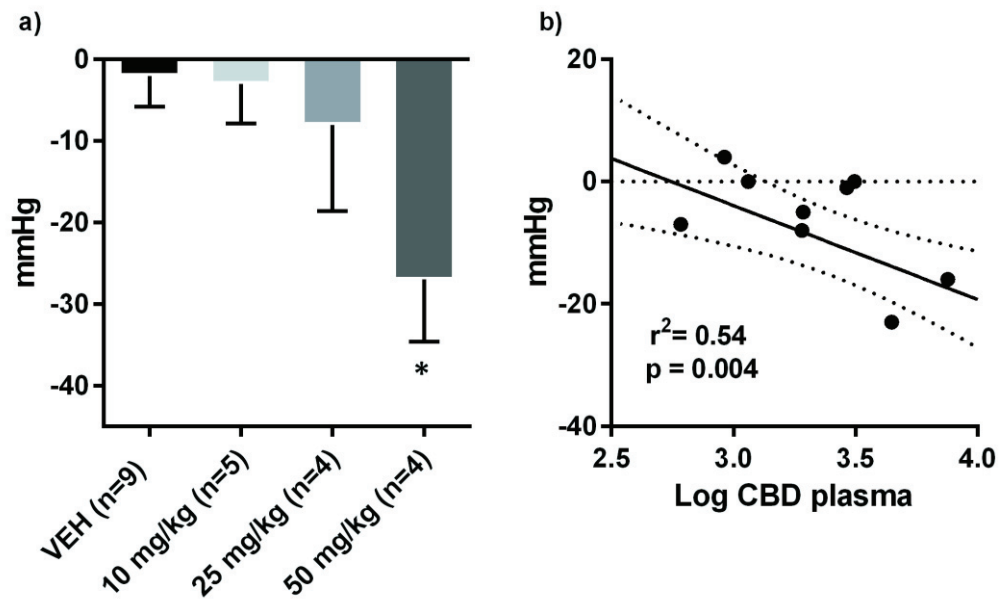 a)
mmHg
0
-10
-20
-30
-40
*
VEH (n=9)
10 mg/kg (n=5)
25 mg/kg (n=4)
50 mg/kg (n=4)
b)
mmHg
20
0
-20
-40
r²= 0.54
p = 0.004
2.5 3.0 3.5 4.0
Log CBD plasma